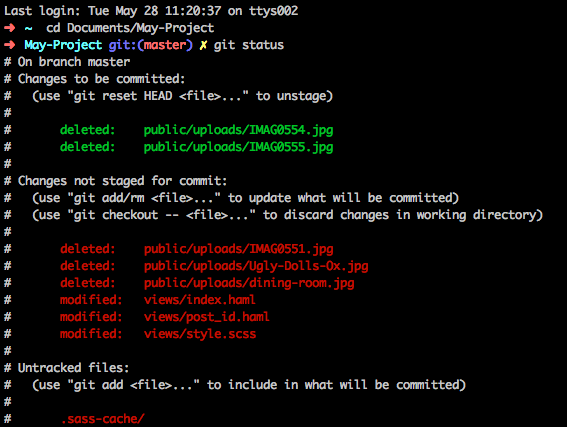 Last login: Tue May 28 11:20:37 on ttys002
➜  ~  cd Documents/May-Project
➜  May-Project git:(master) ✗ git status
# On branch master
# Changes to be committed:
#   (use "git reset HEAD <file>..." to unstage)
#
#       deleted:    public/uploads/IMAG0554.jpg
#       deleted:    public/uploads/IMAG0555.jpg
#
# Changes not staged for commit:
#   (use "git add/rm <file>..." to update what will be committed)
#   (use "git checkout -- <file>..." to discard changes in working directory)
#
#       deleted:    public/uploads/IMAG0551.jpg
#       deleted:    public/uploads/Ugly-Dolls-Ox.jpg
#       deleted:    public/uploads/dining-room.jpg
#       modified:   views/index.haml
#       modified:   views/post_id.haml
#       modified:   views/style.scss
#
# Untracked files:
#   (use "git add <file>..." to include in what will be committed)
#
#       .sass-cache/